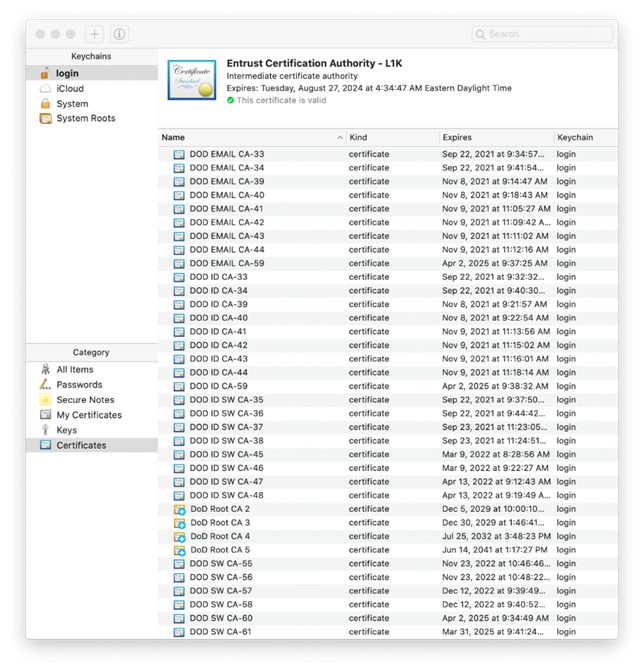 Search
Keychains
login
iCloud
System
System Roots
Certificate
Standard
Entrust Certification Authority - L1K
Intermediate certificate authority
Expires: Tuesday, August 27, 2024 at 4:34:47 AM Eastern Daylight Time
This certificate is valid
Name Kind Expires Keychain
DOD EMAIL CA-33 certificate Sep 22, 2021 at 9:34:57... login
DOD EMAIL CA-34 certificate Sep 22, 2021 at 9:41:54... login
DOD EMAIL CA-39 certificate Nov 8, 2021 at 9:14:47 AM login
DOD EMAIL CA-40 certificate Nov 8, 2021 at 9:18:43 AM login
DOD EMAIL CA-41 certificate Nov 9, 2021 at 11:05:27 AM login
DOD EMAIL CA-42 certificate Nov 9, 2021 at 11:09:42 A... login
DOD EMAIL CA-43 certificate Nov 9, 2021 at 11:11:02 AM login
DOD EMAIL CA-44 certificate Nov 9, 2021 at 11:12:16 AM login
DOD EMAIL CA-59 certificate Apr 2, 2025 at 9:37:25 AM login
DOD ID CA-33 certificate Sep 22, 2021 at 9:32:32... login
DOD ID CA-34 certificate Sep 22, 2021 at 9:40:30... login
DOD ID CA-39 certificate Nov 8, 2021 at 9:21:57 AM login
DOD ID CA-40 certificate Nov 8, 2021 at 9:22:54 AM login
DOD ID CA-41 certificate Nov 9, 2021 at 11:13:56 AM login
DOD ID CA-42 certificate Nov 9, 2021 at 11:15:02 AM login
DOD ID CA-43 certificate Nov 9, 2021 at 11:16:01 AM login
DOD ID CA-44 certificate Nov 9, 2021 at 11:18:14 AM login
DOD ID CA-59 certificate Apr 2, 2025 at 9:38:32 AM login
DOD ID SW CA-35 certificate Sep 22, 2021 at 9:37:50... login
DOD ID SW CA-36 certificate Sep 22, 2021 at 9:44:42... login
DOD ID SW CA-37 certificate Sep 23, 2021 at 11:23:05... login
DOD ID SW CA-38 certificate Sep 23, 2021 at 11:24:51... login
DOD ID SW CA-45 certificate Mar 9, 2022 at 8:28:56 AM login
DOD ID SW CA-46 certificate Mar 9, 2022 at 9:22:27 AM login
DOD ID SW CA-47 certificate Apr 13, 2022 at 9:12:43 AM login
DOD ID SW CA-48 certificate Apr 13, 2022 at 9:19:49 A... login
DoD Root CA 2 certificate Dec 5, 2029 at 10:00:10... login
DoD Root CA 3 certificate Dec 30, 2029 at 1:46:41... login
DoD Root CA 4 certificate Jul 25, 2032 at 3:48:23 PM login
DoD Root CA 5 certificate Jun 14, 2041 at 1:17:27 PM login
DOD SW CA-55 certificate Nov 23, 2022 at 10:46:46... login
DOD SW CA-56 certificate Nov 23, 2022 at 10:48:22... login
DOD SW CA-57 certificate Dec 12, 2022 at 9:39:49... login
DOD SW CA-58 certificate Dec 12, 2022 at 9:40:52... login
DOD SW CA-60 certificate Apr 2, 2025 at 9:34:49 AM login
DOD SW CA-61 certificate Mar 31, 2025 at 9:41:24... login
Category
All Items
Passwords
Secure Notes
My Certificates
Keys
Certificates